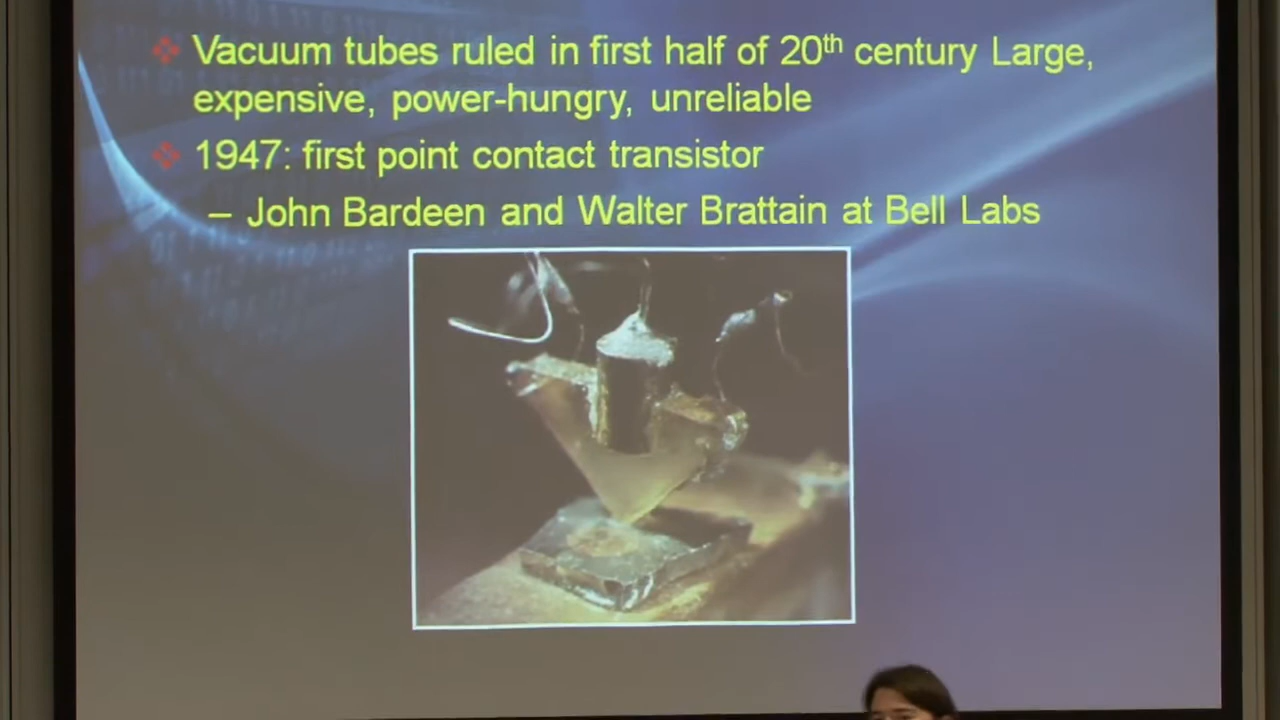 Vacuum tubes ruled in first half of 20th century Large,
expensive, power-hungry, unreliable
1947: first point contact transistor
– John Bardeen and Walter Brattain at Bell Labs